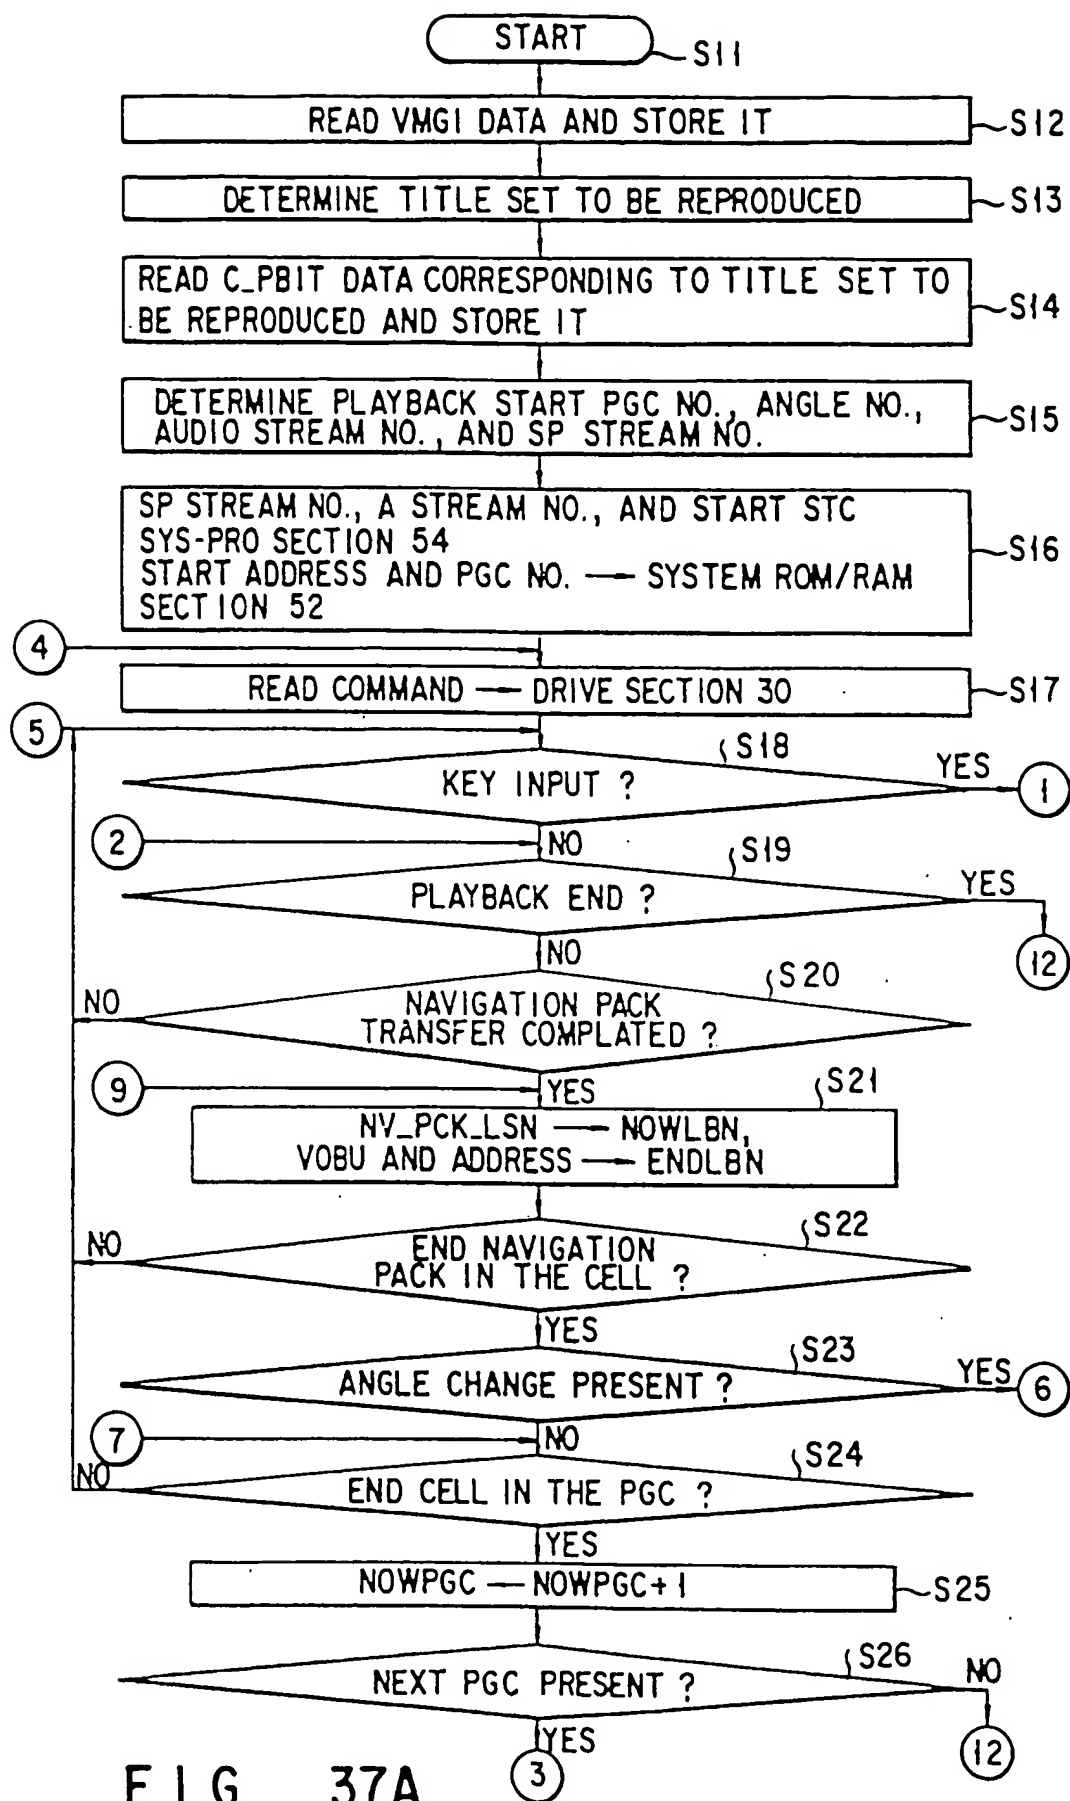 START
S11
READ VMGI DATA AND STORE IT
S12
DETERMINE TITLE SET TO BE REPRODUCED
S13
READ C_PBIT DATA CORRESPONDING TO TITLE SET TO
BE REPRODUCED AND STORE IT
S14
DETERMINE PLAYBACK START PGC NO., ANGLE NO.,
AUDIO STREAM NO., AND SP STREAM NO.
S15
SP STREAM NO., A STREAM NO., AND START STC
SYS-PRO SECTION 54
START ADDRESS AND PGC NO. → SYSTEM ROM/RAM
SECTION 52
S16
4
READ COMMAND → DRIVE SECTION 30
S17
5
S18
KEY INPUT ?
YES
1
2
NO
S19
PLAYBACK END ?
YES
12
NO
S20
NAVIGATION PACK
TRANSFER COMPLATED ?
NO
9
YES
S21
NV_PCK_LSN → NOWLBN,
VOBU AND ADDRESS → ENDLBN
S22
END NAVIGATION
PACK IN THE CELL ?
NO
YES
S23
ANGLE CHANGE PRESENT ?
YES
6
7
NO
S24
END CELL IN THE PGC ?
NO
YES
NOWPGC — NOWPGC+1
S25
S26
NEXT PGC PRESENT ?
NO
12
YES
3
FIG. 37A